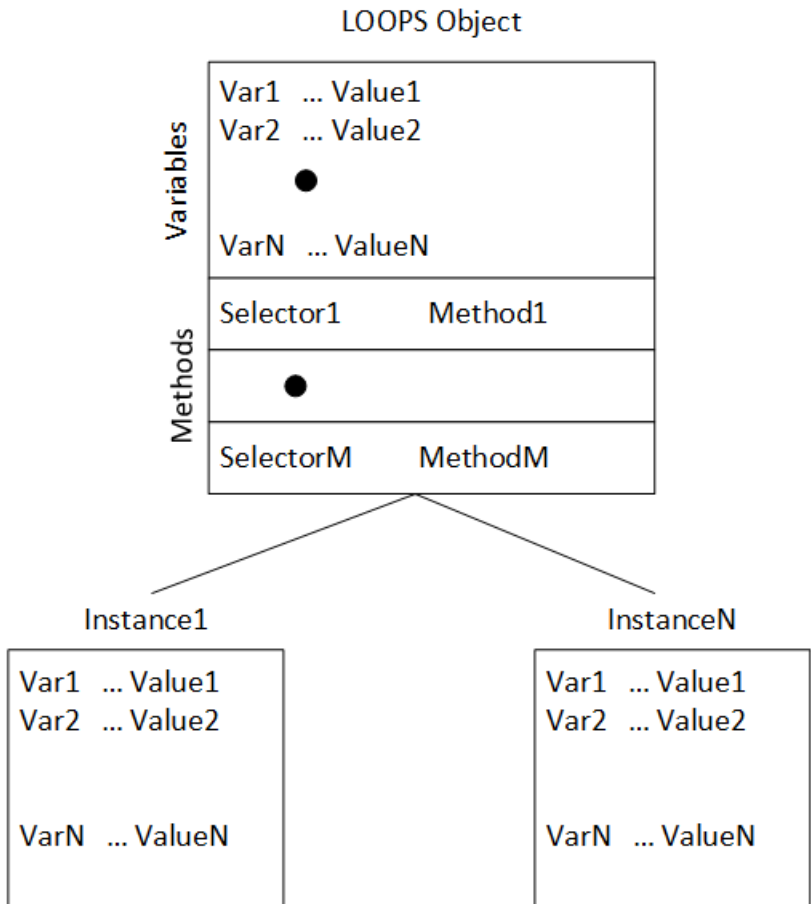 LOOPS Object
Variables
Var1 ... Value1
Var2 ... Value2
VarN ... ValueN
Methods
Selector1 Method1
SelectorM MethodM
Instance1
Var1 ... Value1
Var2 ... Value2
VarN ... ValueN
InstanceN
Var1 ... Value1
Var2 ... Value2
VarN ... ValueN